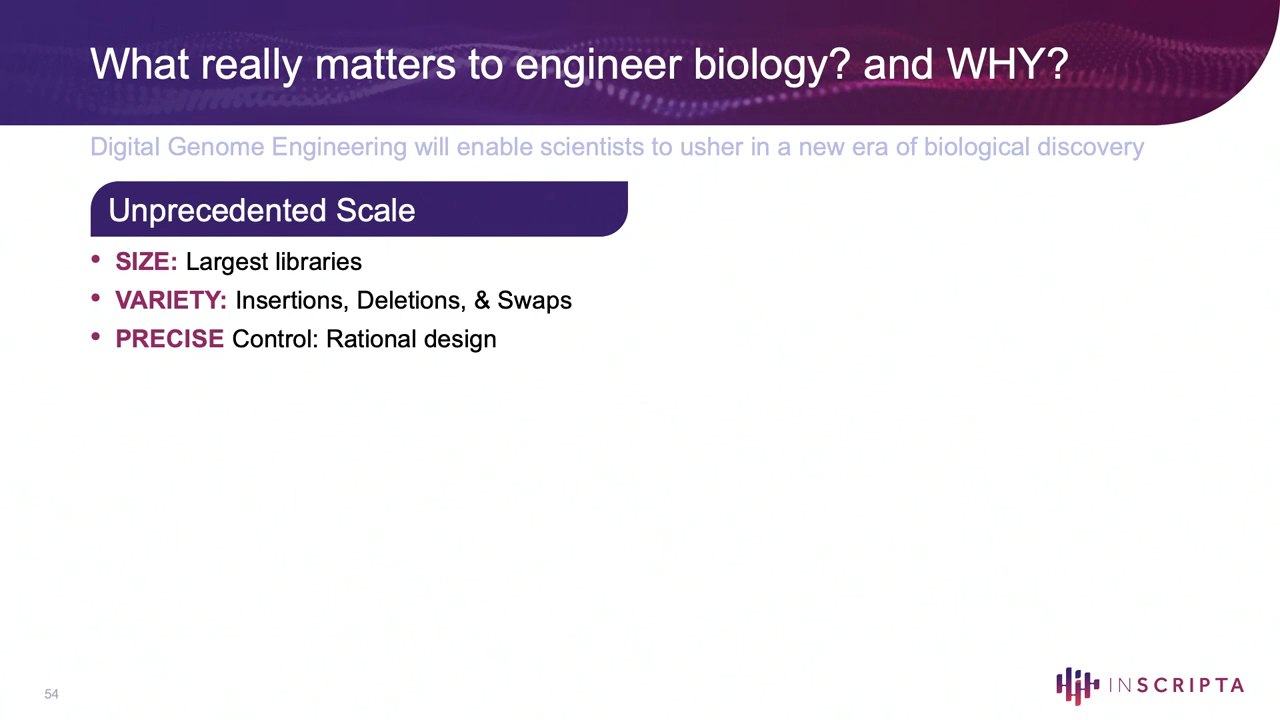 What really matters to engineer biology? and WHY?
Digital Genome Engineering will enable scientists to usher in a new era of biological discovery
Unprecedented Scale
• SIZE: Largest libraries
• VARIETY: Insertions, Deletions, & Swaps
• PRECISE Control: Rational design
54
INSCRIPTA